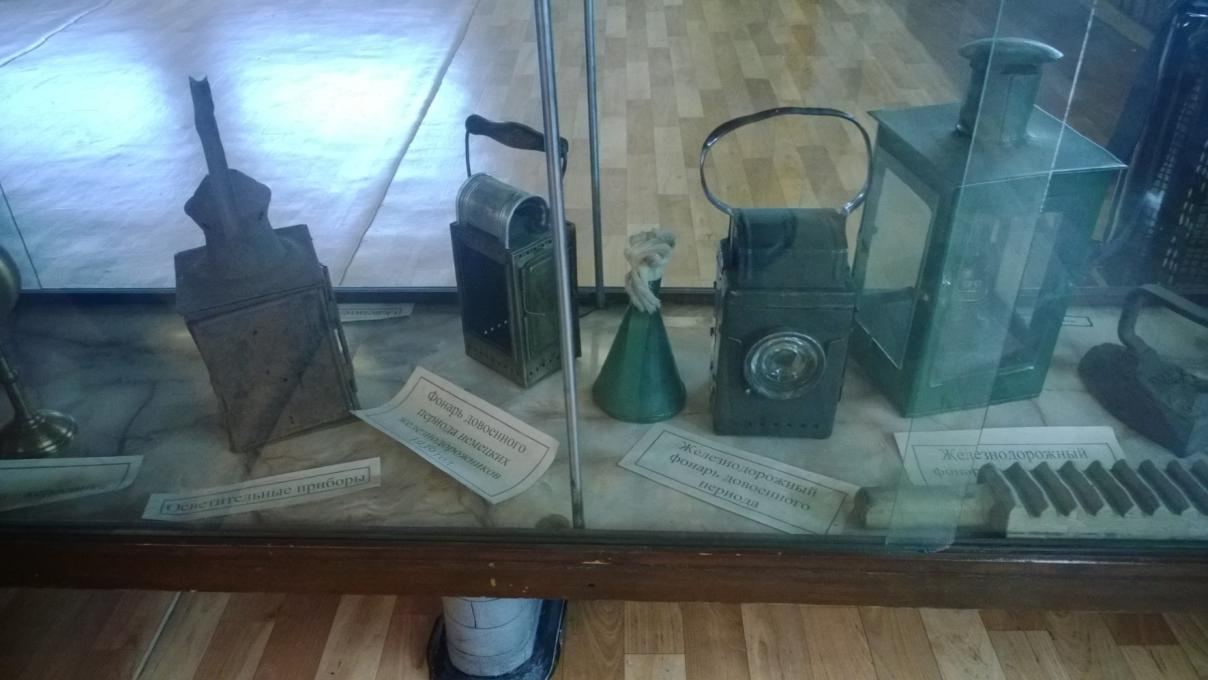 Осветительные приборы
Фонарь довоенного
периода немецких
железнодорожников
Железнодорожный
фонарь довоенного
периода
Железнодорожный